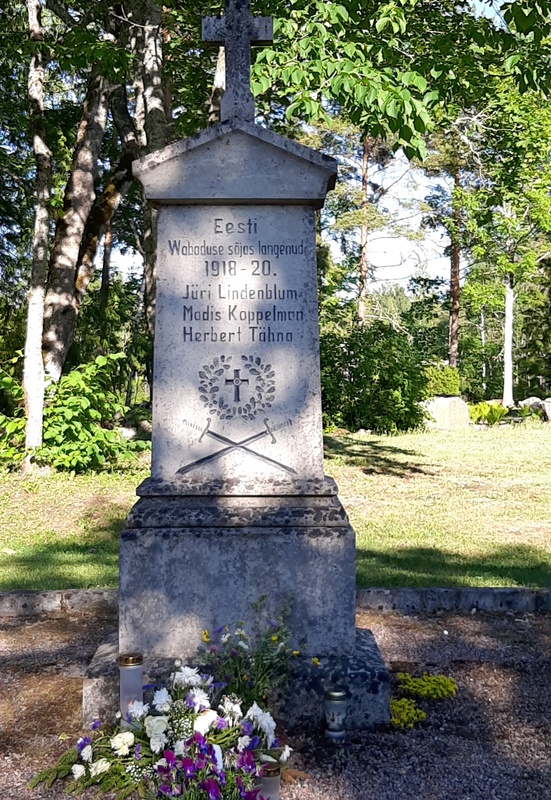 Eesti
Wabaduse sõjas langenud
1918-20.
Jüri Lindenblum
Madis Koppelman
Herbert Tähna